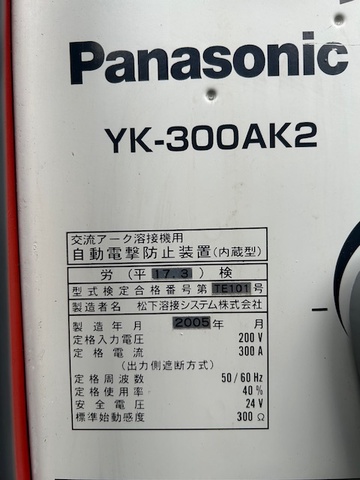 Panasonic
YK-300AK2
交流アーク溶接機用
自動電撃防止装置(内蔵型)
労(平17.3)検
型式検定合格番号第TE101号
製造者名 松下溶接システム株式会社
製造年月 2005年 月
定格入力電圧 200 V
定格電流 300 A
(出力側遮断方式)
定格周波数 50/60 Hz
定格使用率 40%
安全電圧 24 V
標準始動感度 300 Ω